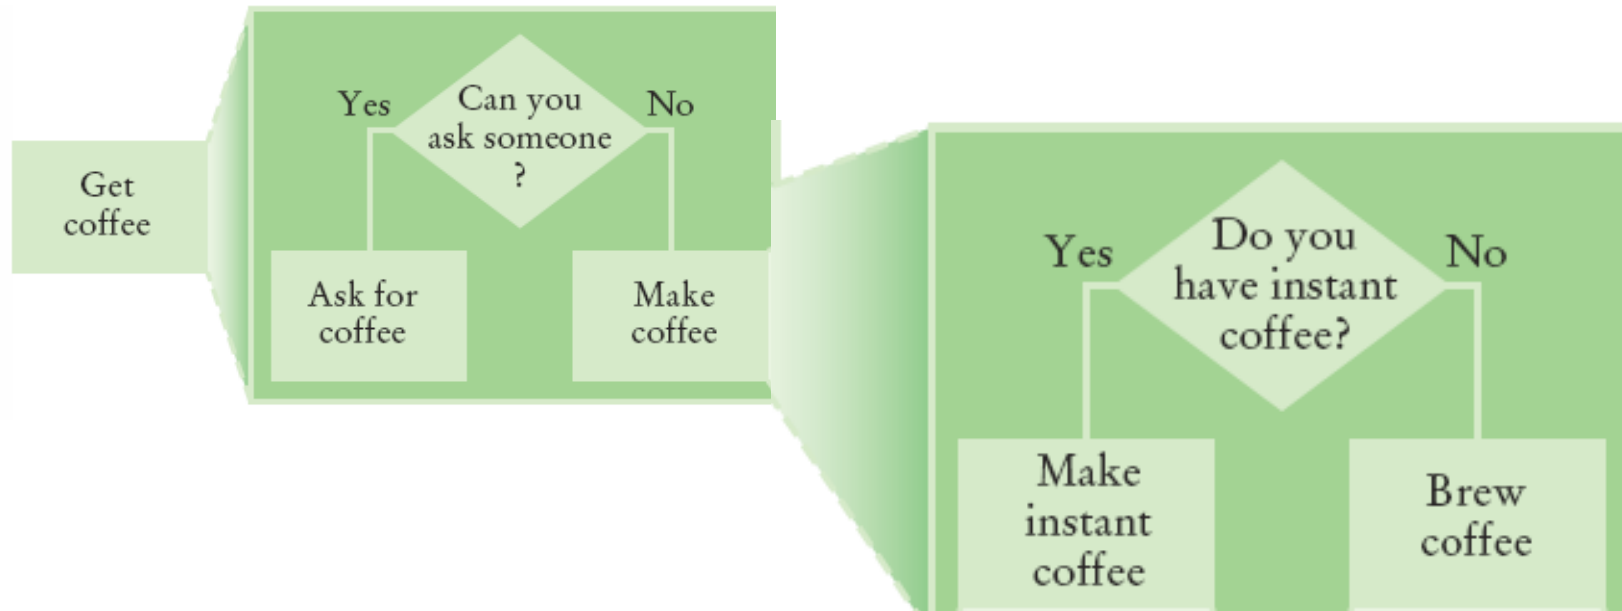 Get
coffee
Yes
Can you
ask someone
?
No
Ask for
coffee
Make
coffee
Yes
Do you
have instant
coffee?
No
Make
instant
coffee
Brew
coffee